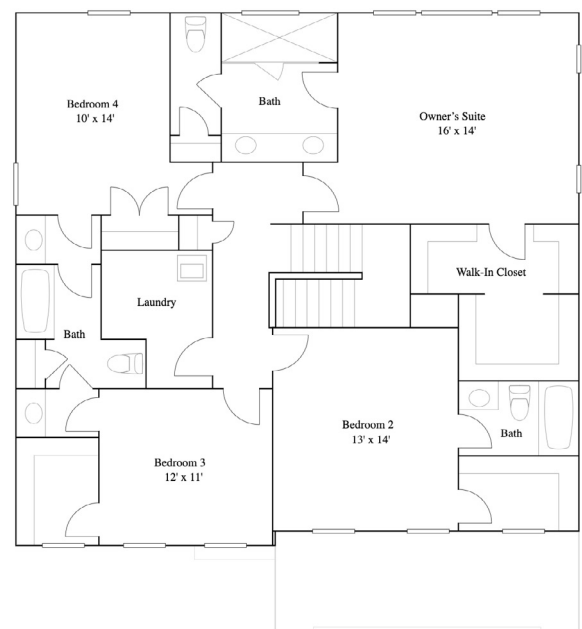 Bedroom 4
10' x 14'
Bath
Owner's Suite
16' x 14'
Walk-In Closet
Laundry
Bath
Bedroom 2
13' x 14'
Bath
Bedroom 3
12' x 11'